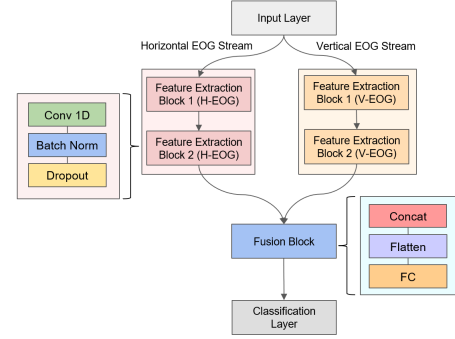 Input Layer
Horizontal EOG Stream
Vertical EOG Stream
Feature Extraction
Block 1 (H-EOG)
Feature Extraction
Block 1 (V-EOG)
Conv 1D
Batch Norm
Dropout
Feature Extraction
Block 2 (H-EOG)
Feature Extraction
Block 2 (V-EOG)
Fusion Block
Concat
Flatten
FC
Classification
Layer